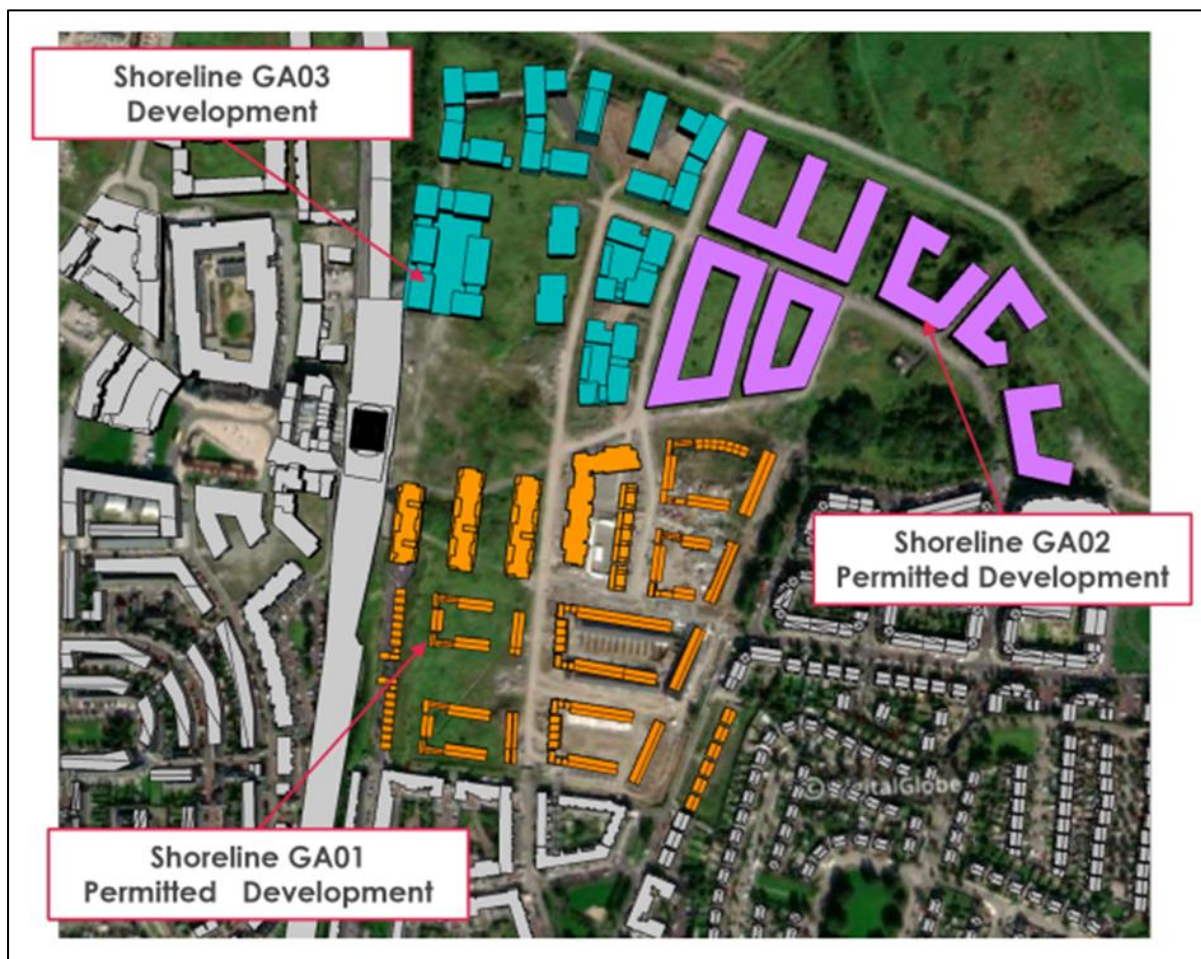 Shoreline GA03
Development
Shoreline GA02
Permitted Development
© DigitalGlobe
Shoreline GA01
Permitted Development